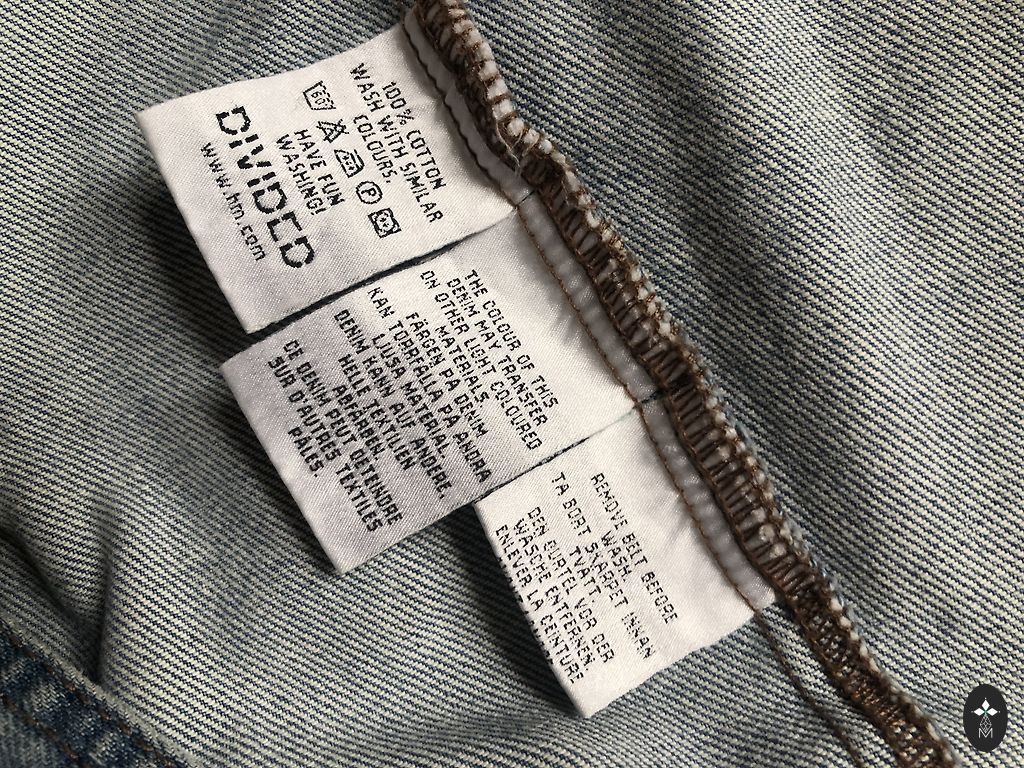 100% COTTON
WASH WITH SIMILAR
COLOURS.
HAVE FUN
WASHING!
DIVIDED
www.hm.com
THE COLOUR OF THIS
DENIM MAY TRANSFER
ON OTHER LIGHT COLOURED
MATERIALS
FÄRGEN PÅ DENIM
KAN TORRFÄLLA PÅ ANDRA
LJUSA MATERIAL.
DENIM KANN AUF ANDERE,
HELLE TEXTILIEN
ABFÄRBEN.
CE DENIM PEUT DETEINDRE
SUR D'AUTRES TEXTILES
PÂLES.
REMOVE BELT BEFORE
WASH.
TA BORT SKÄRPET INNAN
TVÄTT.
DEN GÜRTEL VOR DER
WÄSCHE ENTFERNEN.
ENLEVER LA CEINTURE